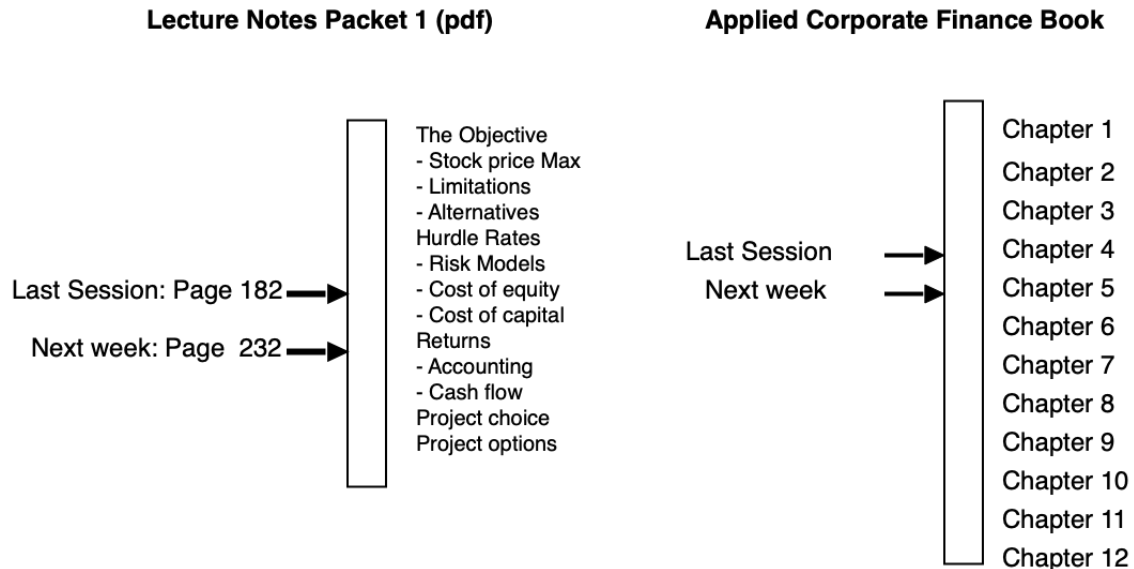 Lecture Notes Packet 1 (pdf)
The Objective
- Stock price Max
- Limitations
- Alternatives
Hurdle Rates
- Risk Models
- Cost of equity
- Cost of capital
Returns
- Accounting
- Cash flow
Project choice
Project options
Last Session: Page 182
Next week: Page 232
Applied Corporate Finance Book
Last Session
Next week
Chapter 1
Chapter 2
Chapter 3
Chapter 4
Chapter 5
Chapter 6
Chapter 7
Chapter 8
Chapter 9
Chapter 10
Chapter 11
Chapter 12